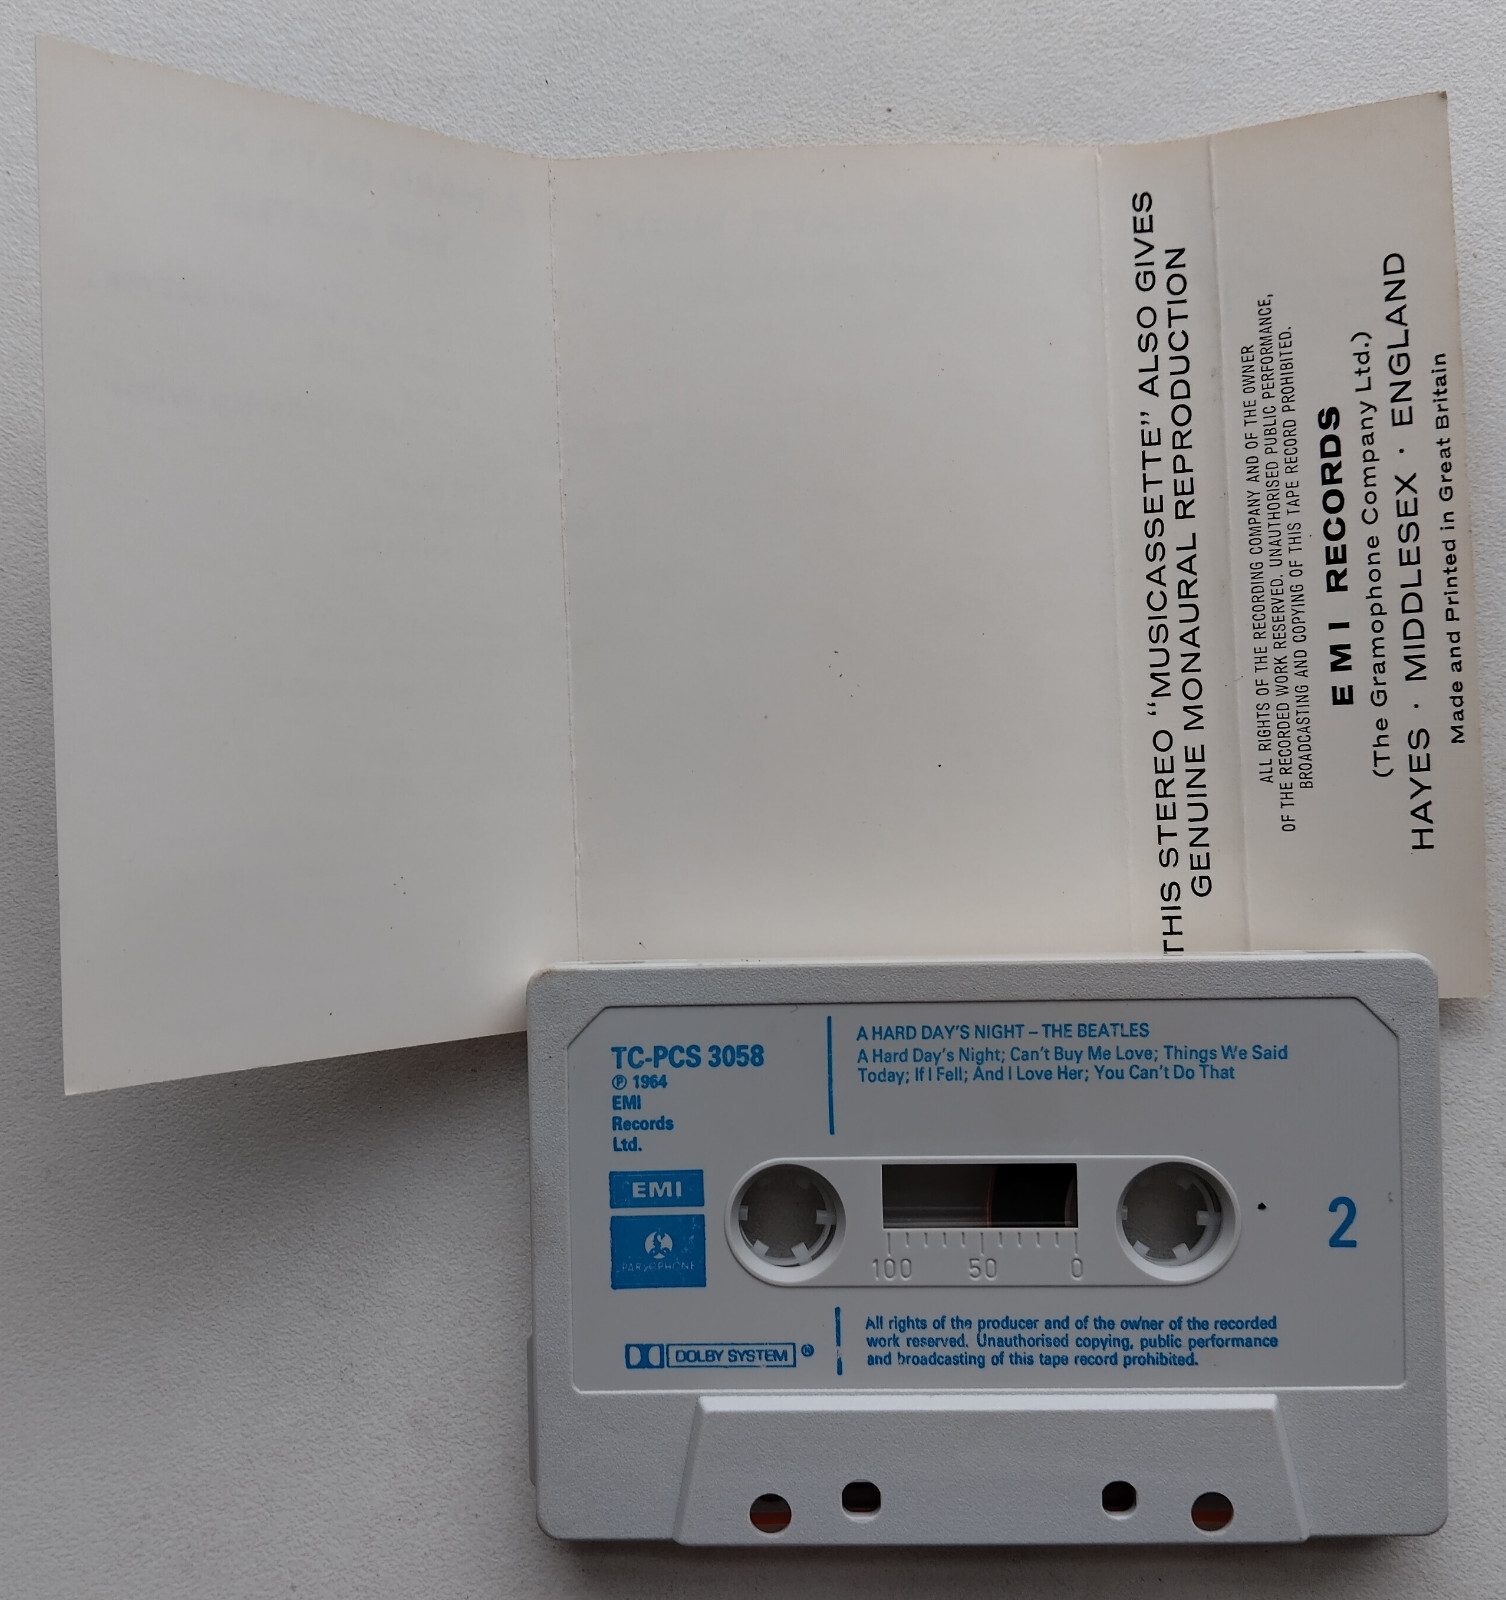 THIS STEREO “MUSICASSETTE” ALSO GIVES
GENUINE MONAURAL REPRODUCTION
ALL RIGHTS OF THE RECORDING COMPANY AND OF THE OWNER
OF THE RECORDED WORK RESERVED. UNAUTHORISED PUBLIC PERFORMANCE,
BROADCASTING AND COPYING OF THIS TAPE RECORD PROHIBITED.
EMI RECORDS
(The Gramophone Company Ltd.)
HAYES · MIDDLESEX · ENGLAND
Made and Printed in Great Britain
TC-PCS 3058
℗ 1964
EMI
Records
Ltd.
A HARD DAY'S NIGHT – THE BEATLES
A Hard Day's Night; Can't Buy Me Love; Things We Said
Today; If I Fell; And I Love Her; You Can't Do That
EMI
PARLOPHONE
100 50 0
2
DOLBY SYSTEM ®
All rights of the producer and of the owner of the recorded
work reserved. Unauthorised copying, public performance
and broadcasting of this tape record prohibited.